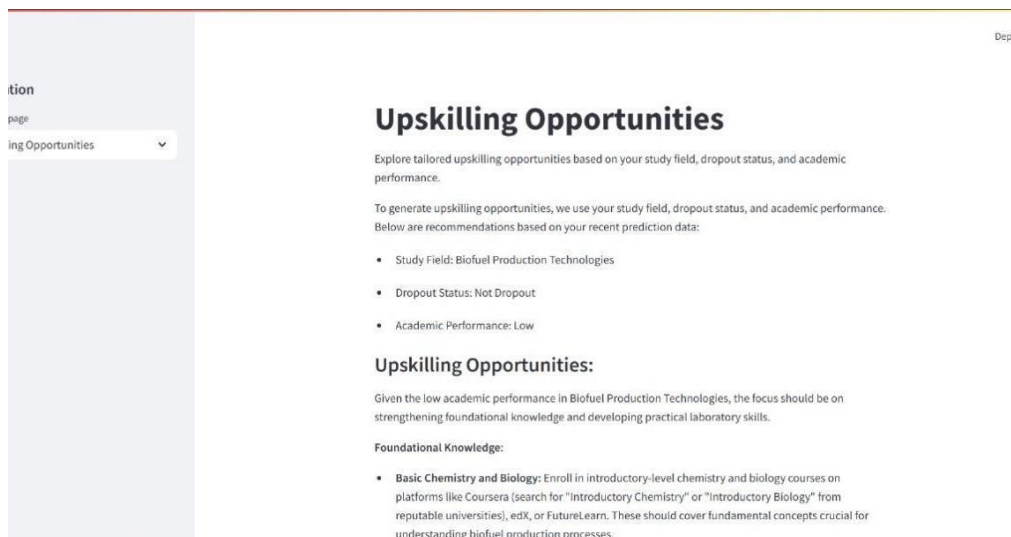 Dep
tion
page
ing Opportunities
Upskilling Opportunities
Explore tailored upskilling opportunities based on your study field, dropout status, and academic
performance.
To generate upskilling opportunities, we use your study field, dropout status, and academic performance.
Below are recommendations based on your recent prediction data:
• Study Field: Biofuel Production Technologies
• Dropout Status: Not Dropout
• Academic Performance: Low
Upskilling Opportunities:
Given the low academic performance in Biofuel Production Technologies, the focus should be on
strengthening foundational knowledge and developing practical laboratory skills.
Foundational Knowledge:
• Basic Chemistry and Biology: Enroll in introductory-level chemistry and biology courses on
platforms like Coursera (search for "Introductory Chemistry" or "Introductory Biology" from
reputable universities), edX, or FutureLearn. These should cover fundamental concepts crucial for
understanding biofuel production processes.